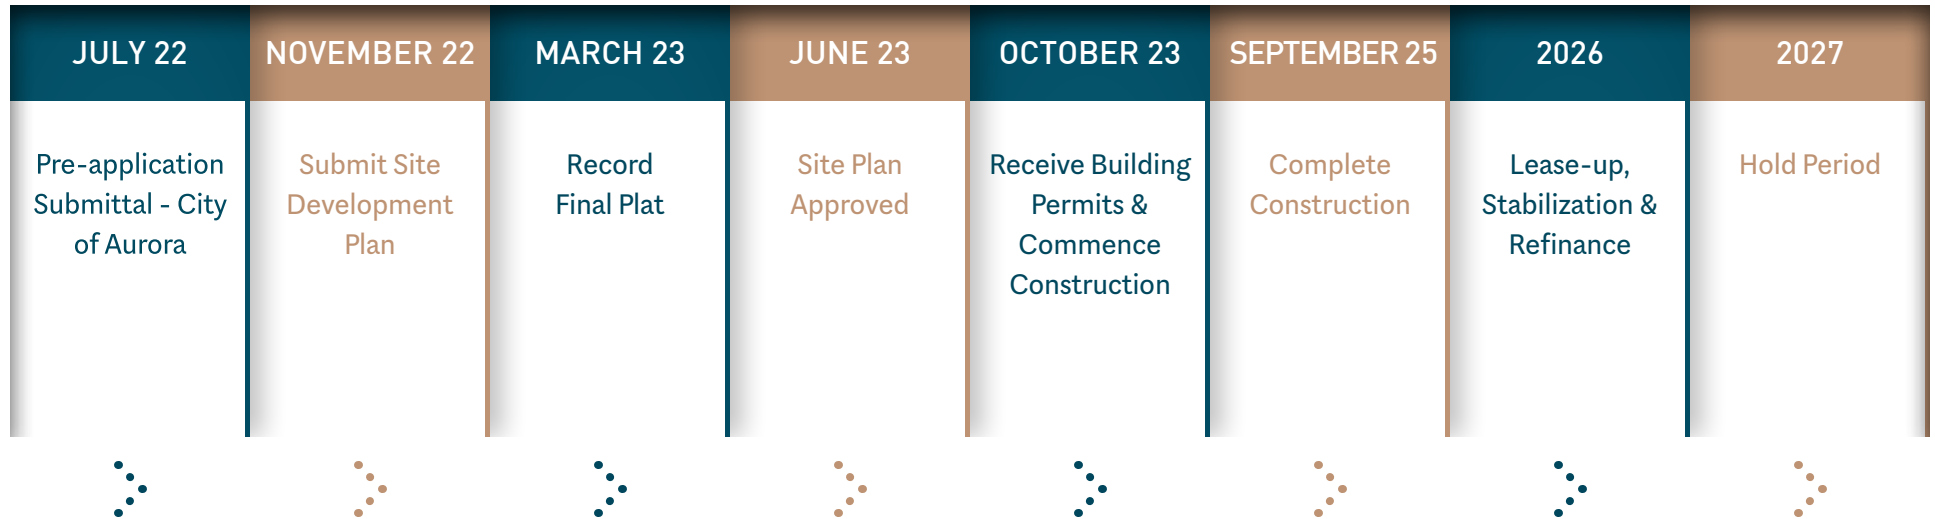 JULY 22
Pre-application
Submittal - City
of Aurora
NOVEMBER 22
Submit Site
Development
Plan
MARCH 23
Record
Final Plat
JUNE 23
Site Plan
Approved
OCTOBER 23
Receive Building
Permits &
Commence
Construction
SEPTEMBER 25
Complete
Construction
2026
Lease-up,
Stabilization &
Refinance
2027
Hold Period